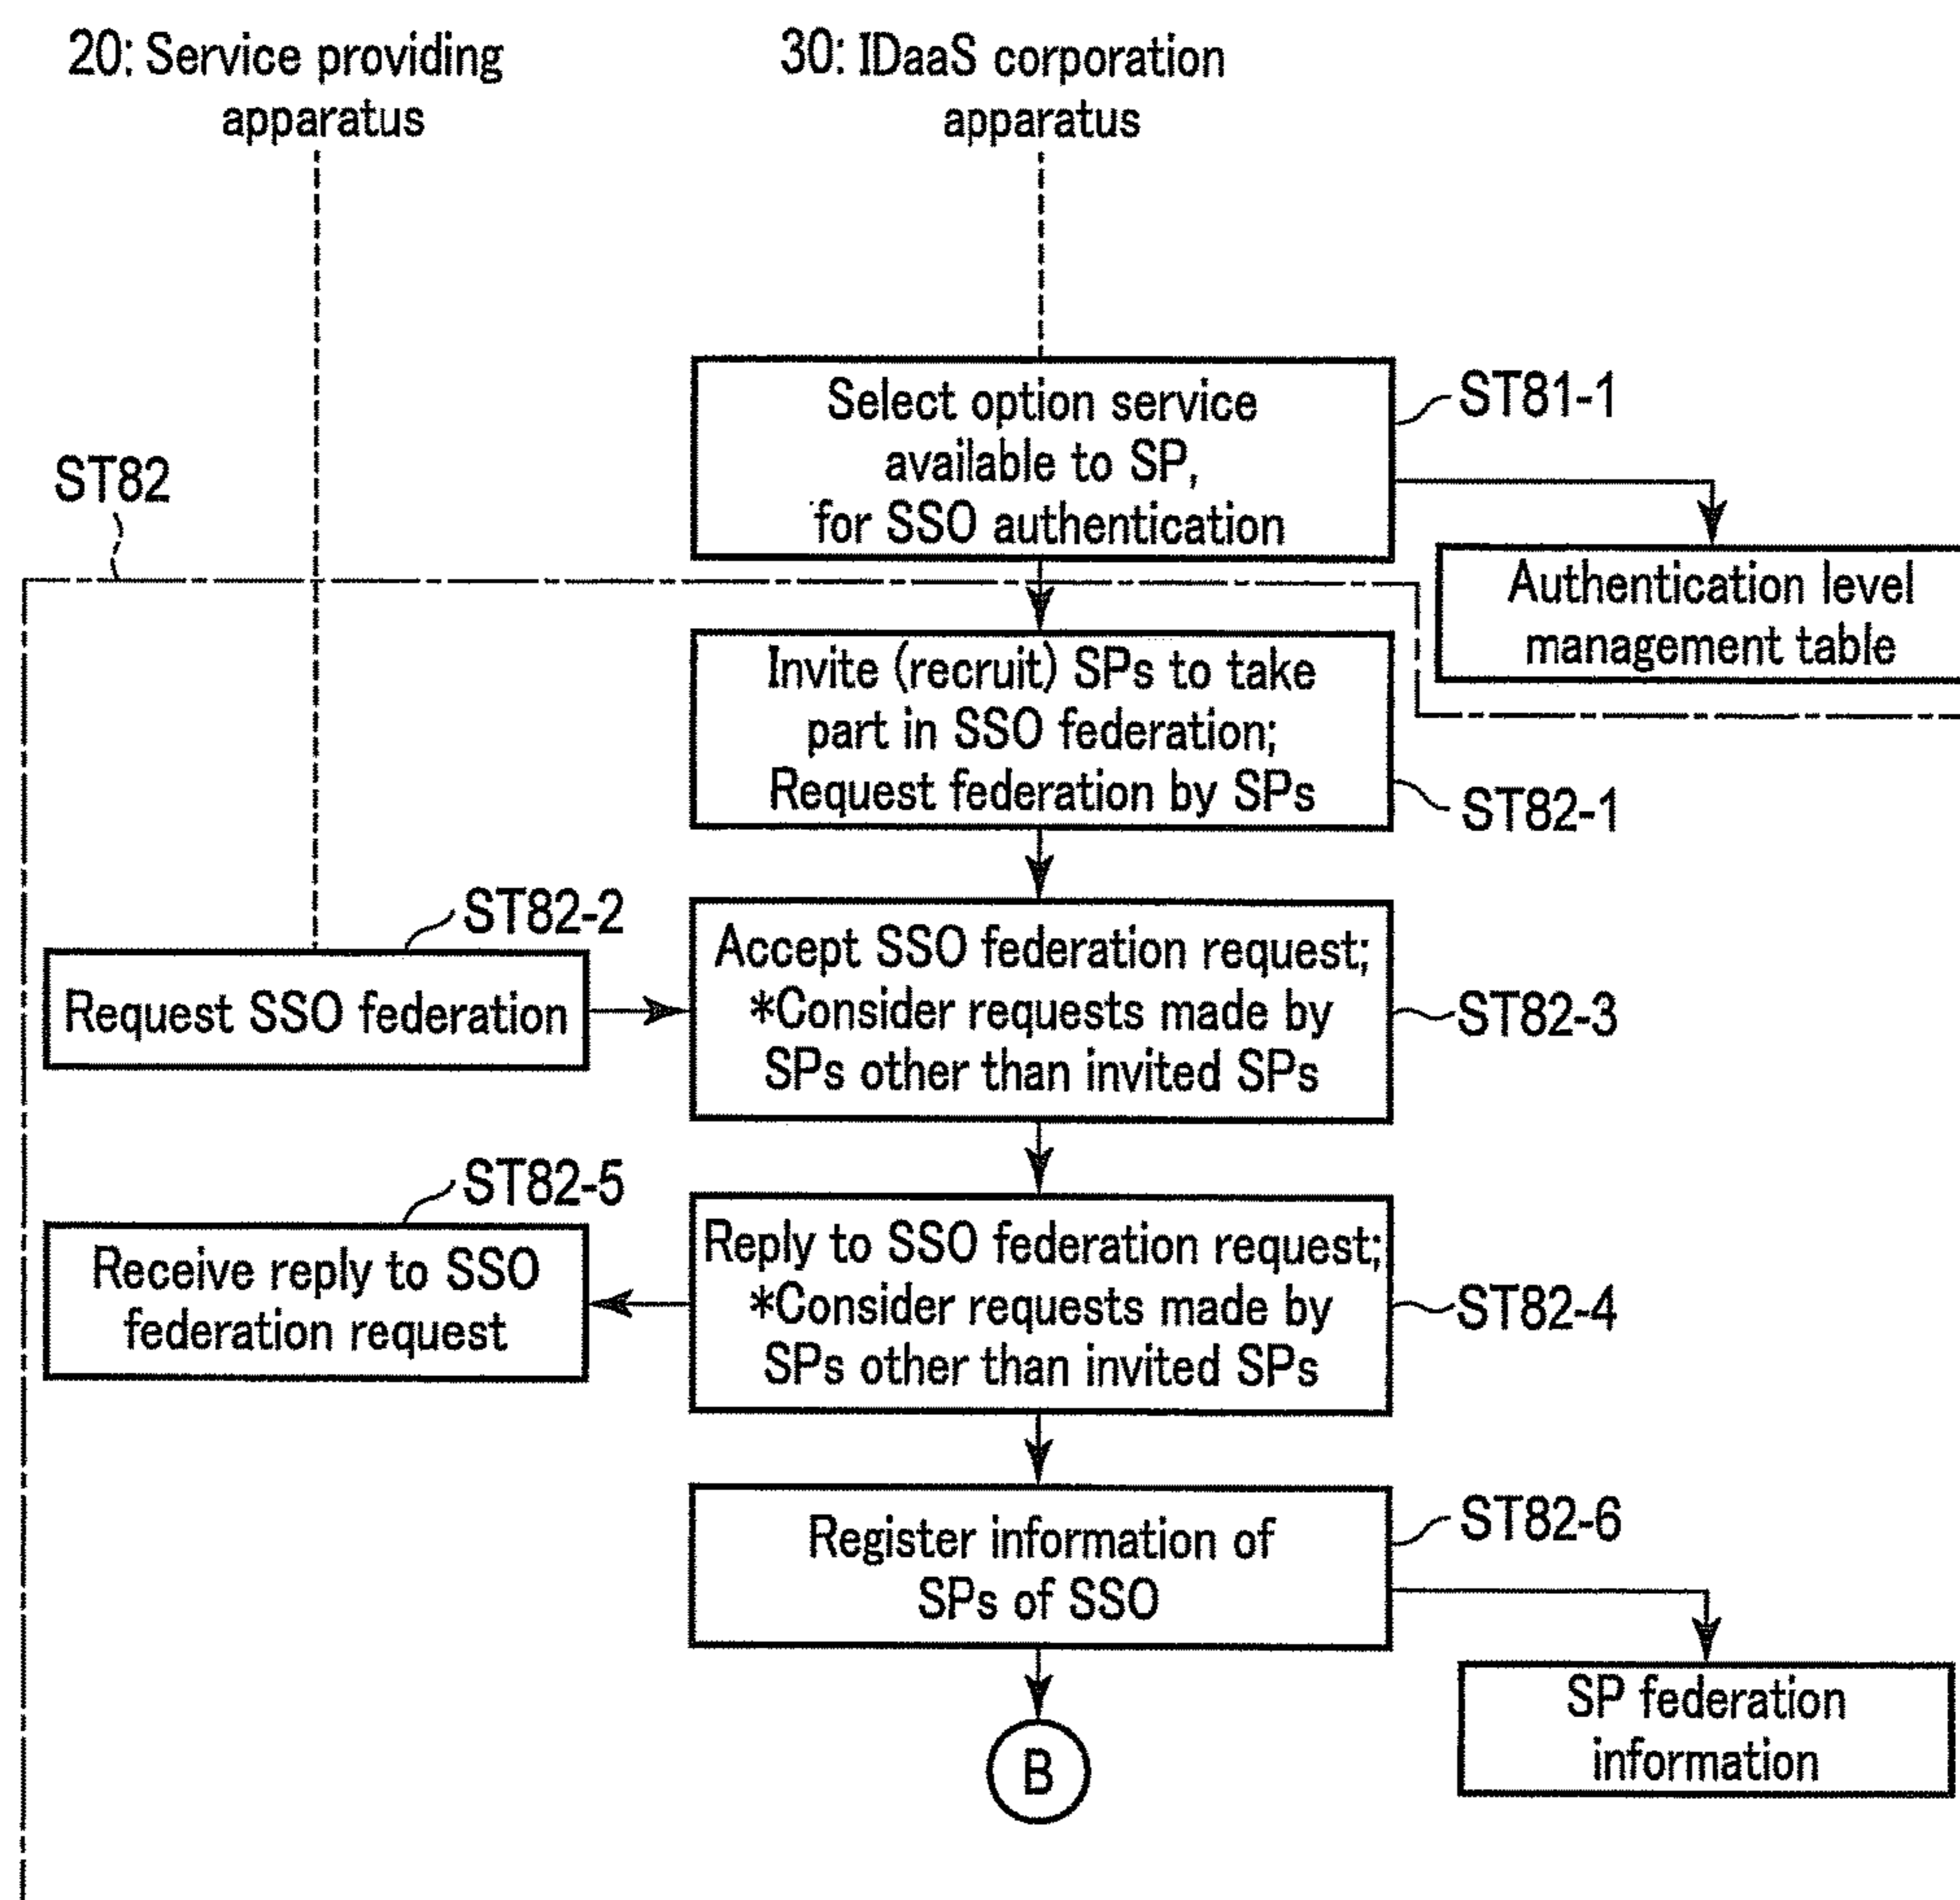 20: Service providing
apparatus
30: IDaaS corporation
apparatus
Select option service
available to SP,
for SSO authentication
ST81-1
ST82
Authentication level
management table
Invite (recruit) SPs to take
part in SSO federation;
Request federation by SPs
ST82-1
ST82-2
Request SSO federation
Accept SSO federation request;
*Consider requests made by
SPs other than invited SPs
ST82-3
ST82-5
Receive reply to SSO
federation request
Reply to SSO federation request;
*Consider requests made by
SPs other than invited SPs
ST82-4
Register information of
SPs of SSO
ST82-6
SP federation
information
B